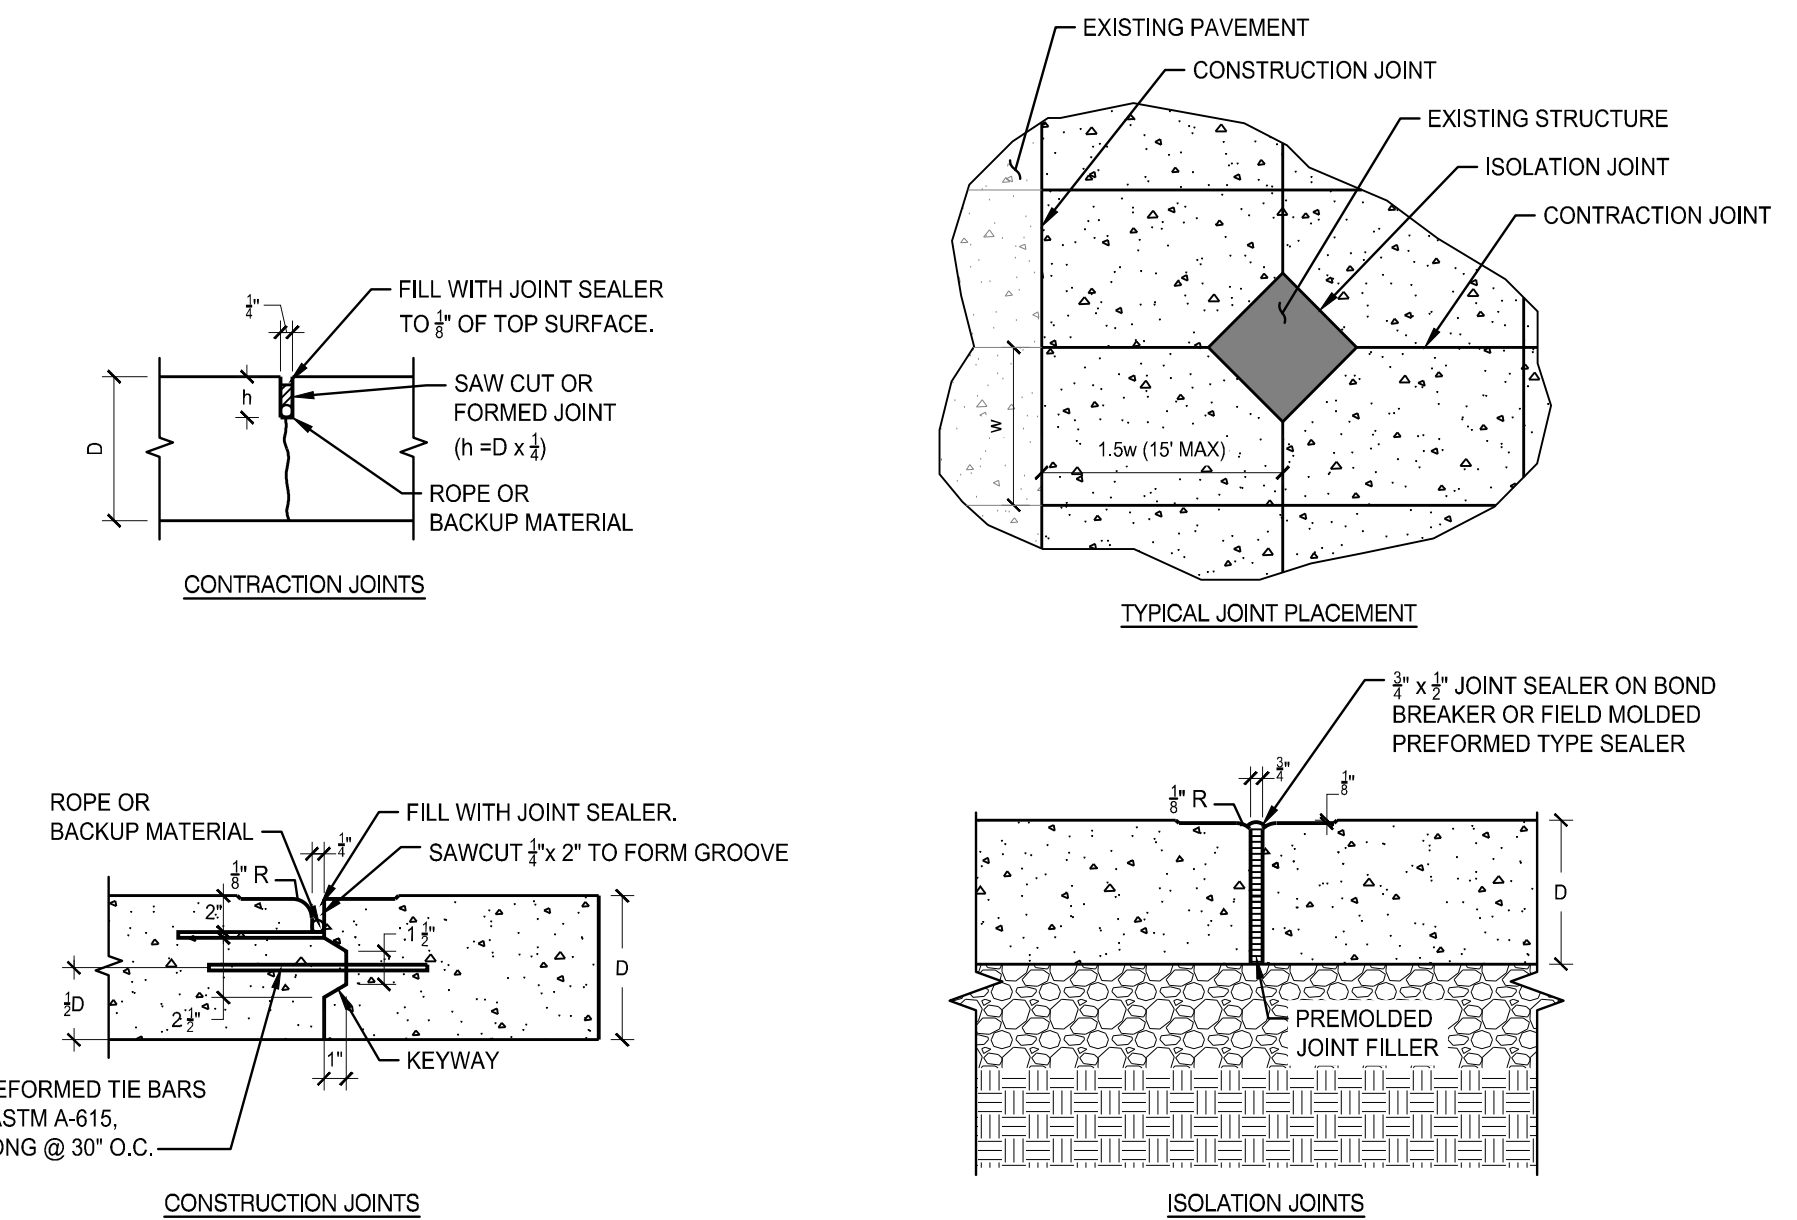 EXISTING PAVEMENT
CONSTRUCTION JOINT
EXISTING STRUCTURE
ISOLATION JOINT
CONTRACTION JOINT
w
1.5w (15' MAX)
TYPICAL JOINT PLACEMENT
1/4"
FILL WITH JOINT SEALER
TO 1/8" OF TOP SURFACE.
h
D
SAW CUT OR
FORMED JOINT
(h =D x 1/4)
ROPE OR
BACKUP MATERIAL
CONTRACTION JOINTS
ROPE OR
BACKUP MATERIAL
1/4"
FILL WITH JOINT SEALER.
SAWCUT 1/4"x 2" TO FORM GROOVE
1/8" R
2"
1 1/2"
D
1/2D
2 1/2"
1"
KEYWAY
EFORMED TIE BARS
ASTM A-615,
ONG @ 30" O.C.
CONSTRUCTION JOINTS
3/4" x 1/2" JOINT SEALER ON BOND
BREAKER OR FIELD MOLDED
PREFORMED TYPE SEALER
3/4"
1/8" R
1/8"
D
PREMOLDED
JOINT FILLER
ISOLATION JOINTS